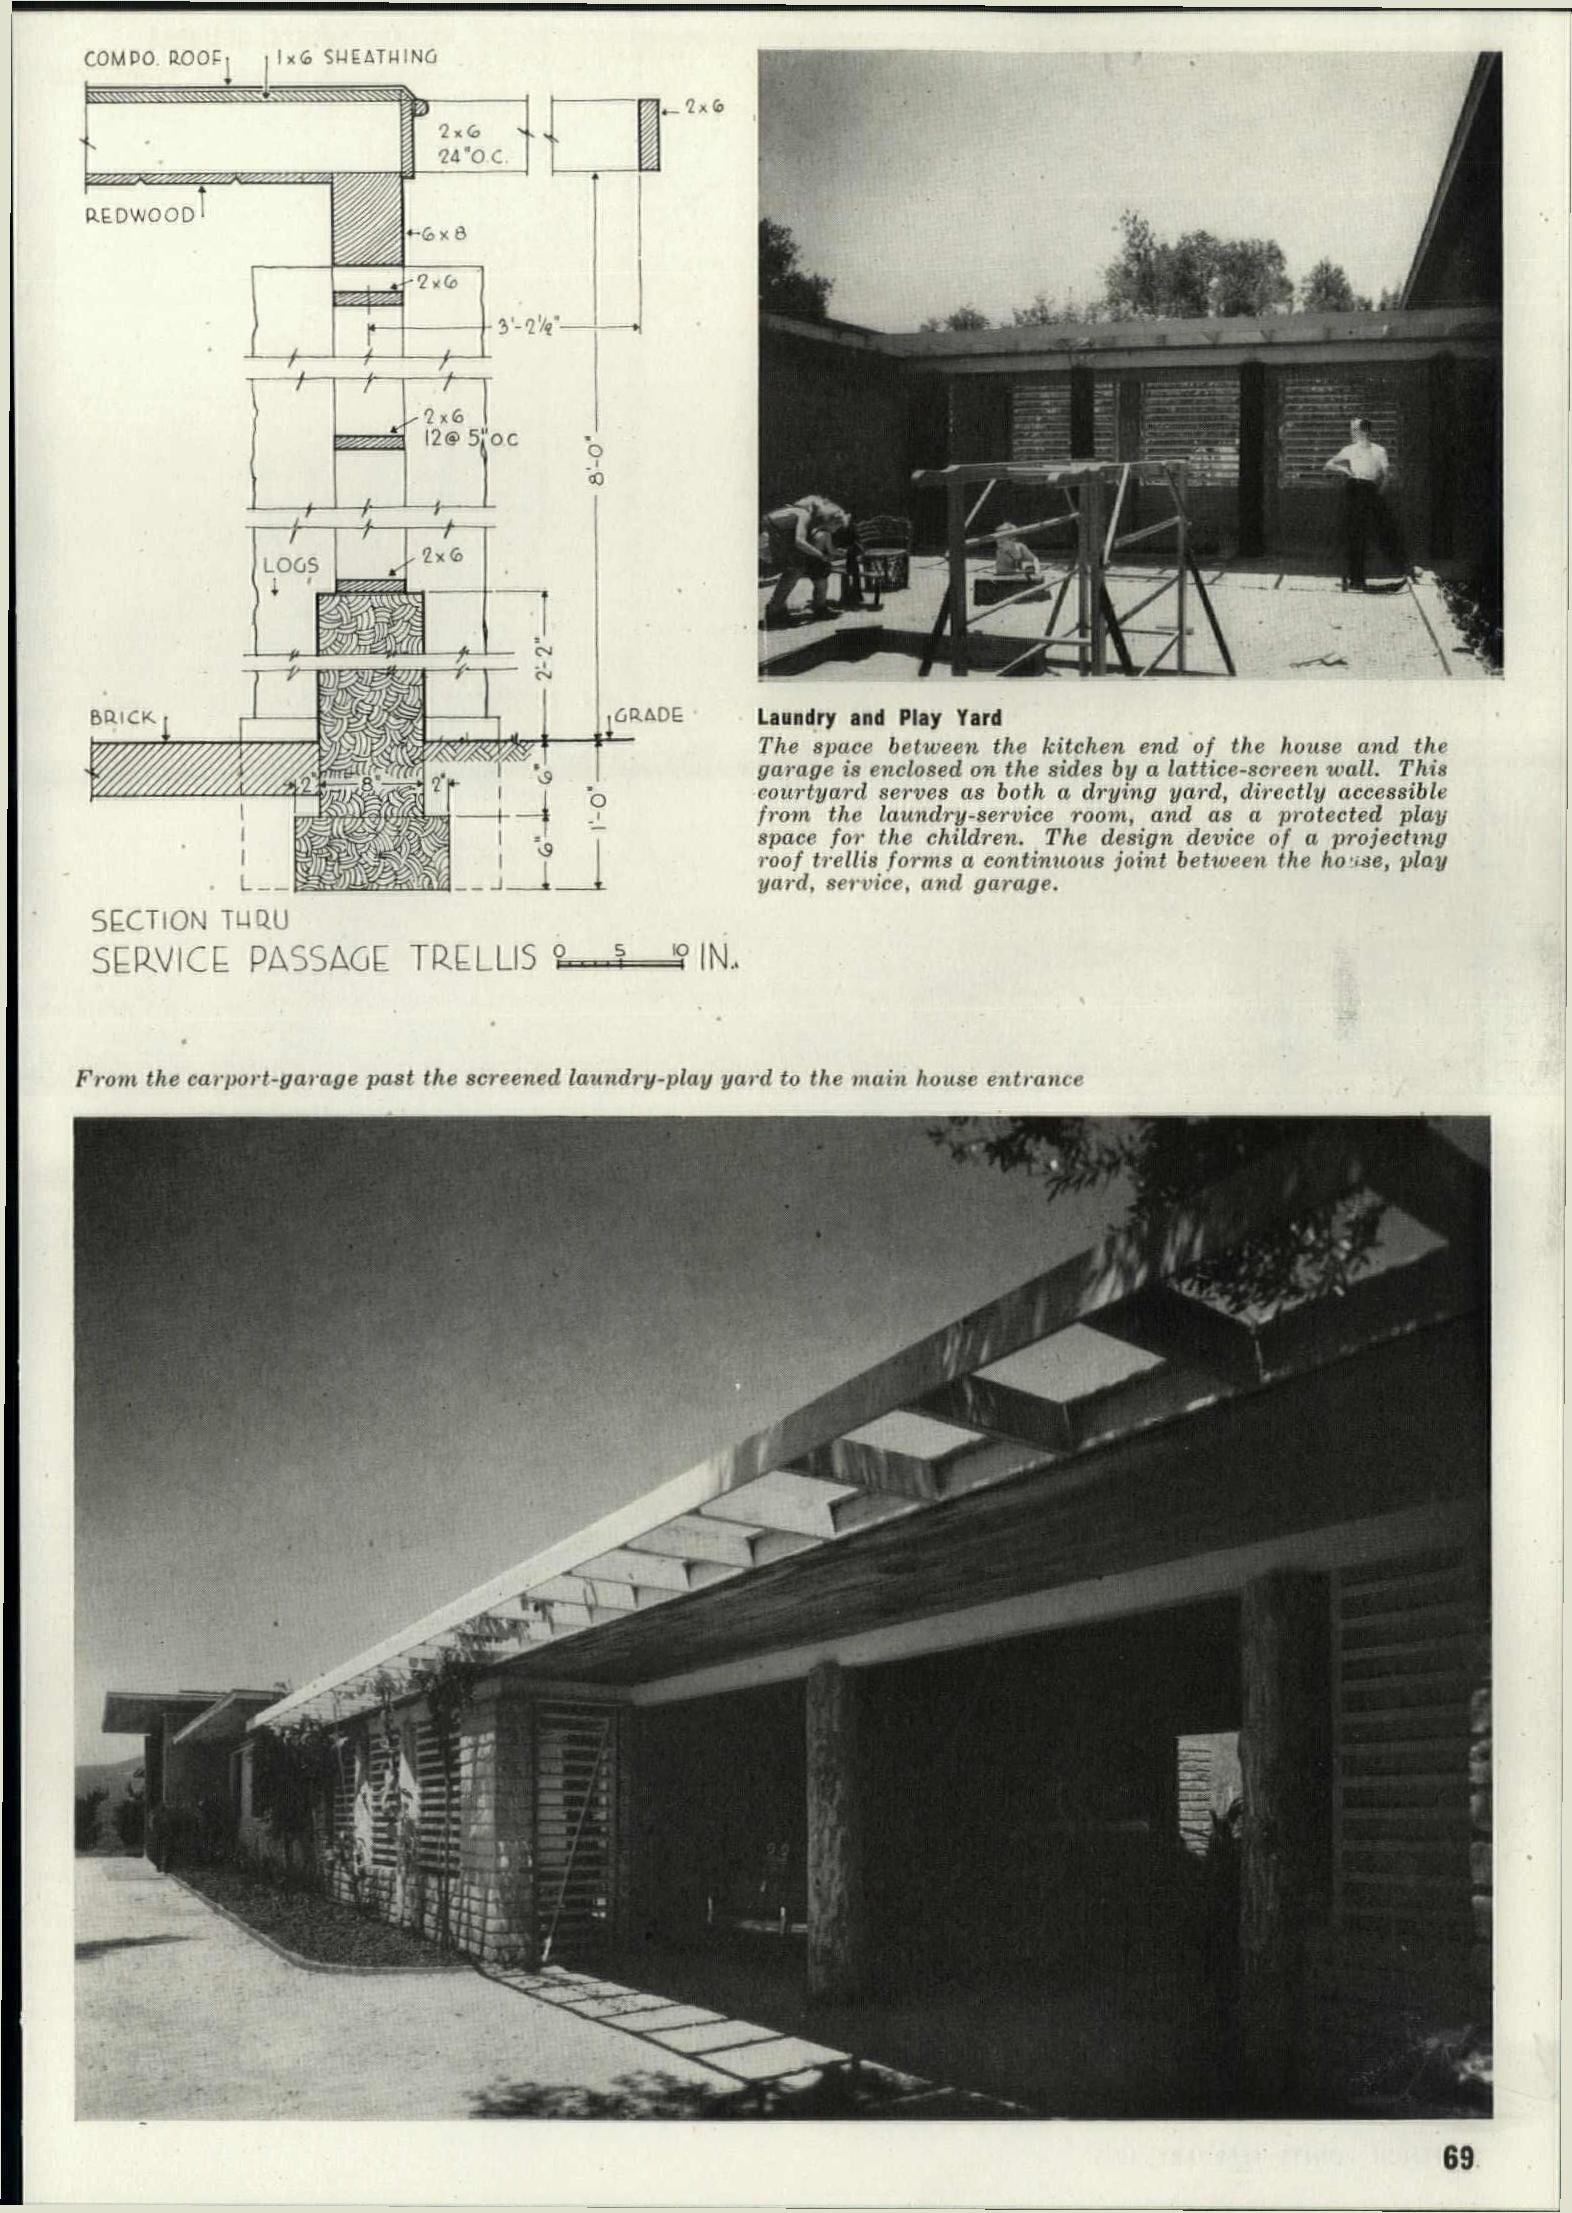 COMPO. ROOF 1x6 SHEATHING
2x6
2x6
24"O.C.
REDWOOD
6x8
2x6
3'-2½"
2x6
12@ 5"O.C
8'-0"
2x6
LOGS
2'-2"
BRICK
GRADE
2" 8" 2"
6"
6"
1'-0"
SECTION THRU
SERVICE PASSAGE TRELLIS 0 5 10 IN.
Laundry and Play Yard
The space between the kitchen end of the house and the
garage is enclosed on the sides by a lattice-screen wall. This
courtyard serves as both a drying yard, directly accessible
from the laundry-service room, and as a protected play
space for the children. The design device of a projecting
roof trellis forms a continuous joint between the house, play
yard, service, and garage.
From the carport-garage past the screened laundry-play yard to the main house entrance
69